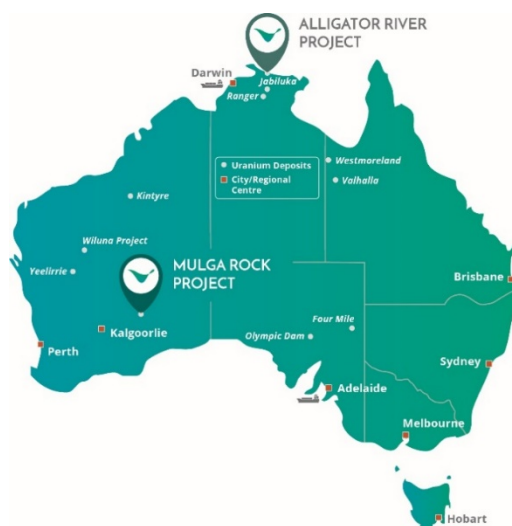 ALLIGATOR RIVER
PROJECT
Darwin
Jabiluka
Ranger
Uranium Deposits
City/Regional
Centre
Westmoreland
Valhalla
Kintyre
Wiluna Project
Yeelirrie
MULGA ROCK
PROJECT
Brisbane
Kalgoorlie
Four Mile
Olympic Dam
Perth
Sydney
Adelaide
Melbourne
Hobart